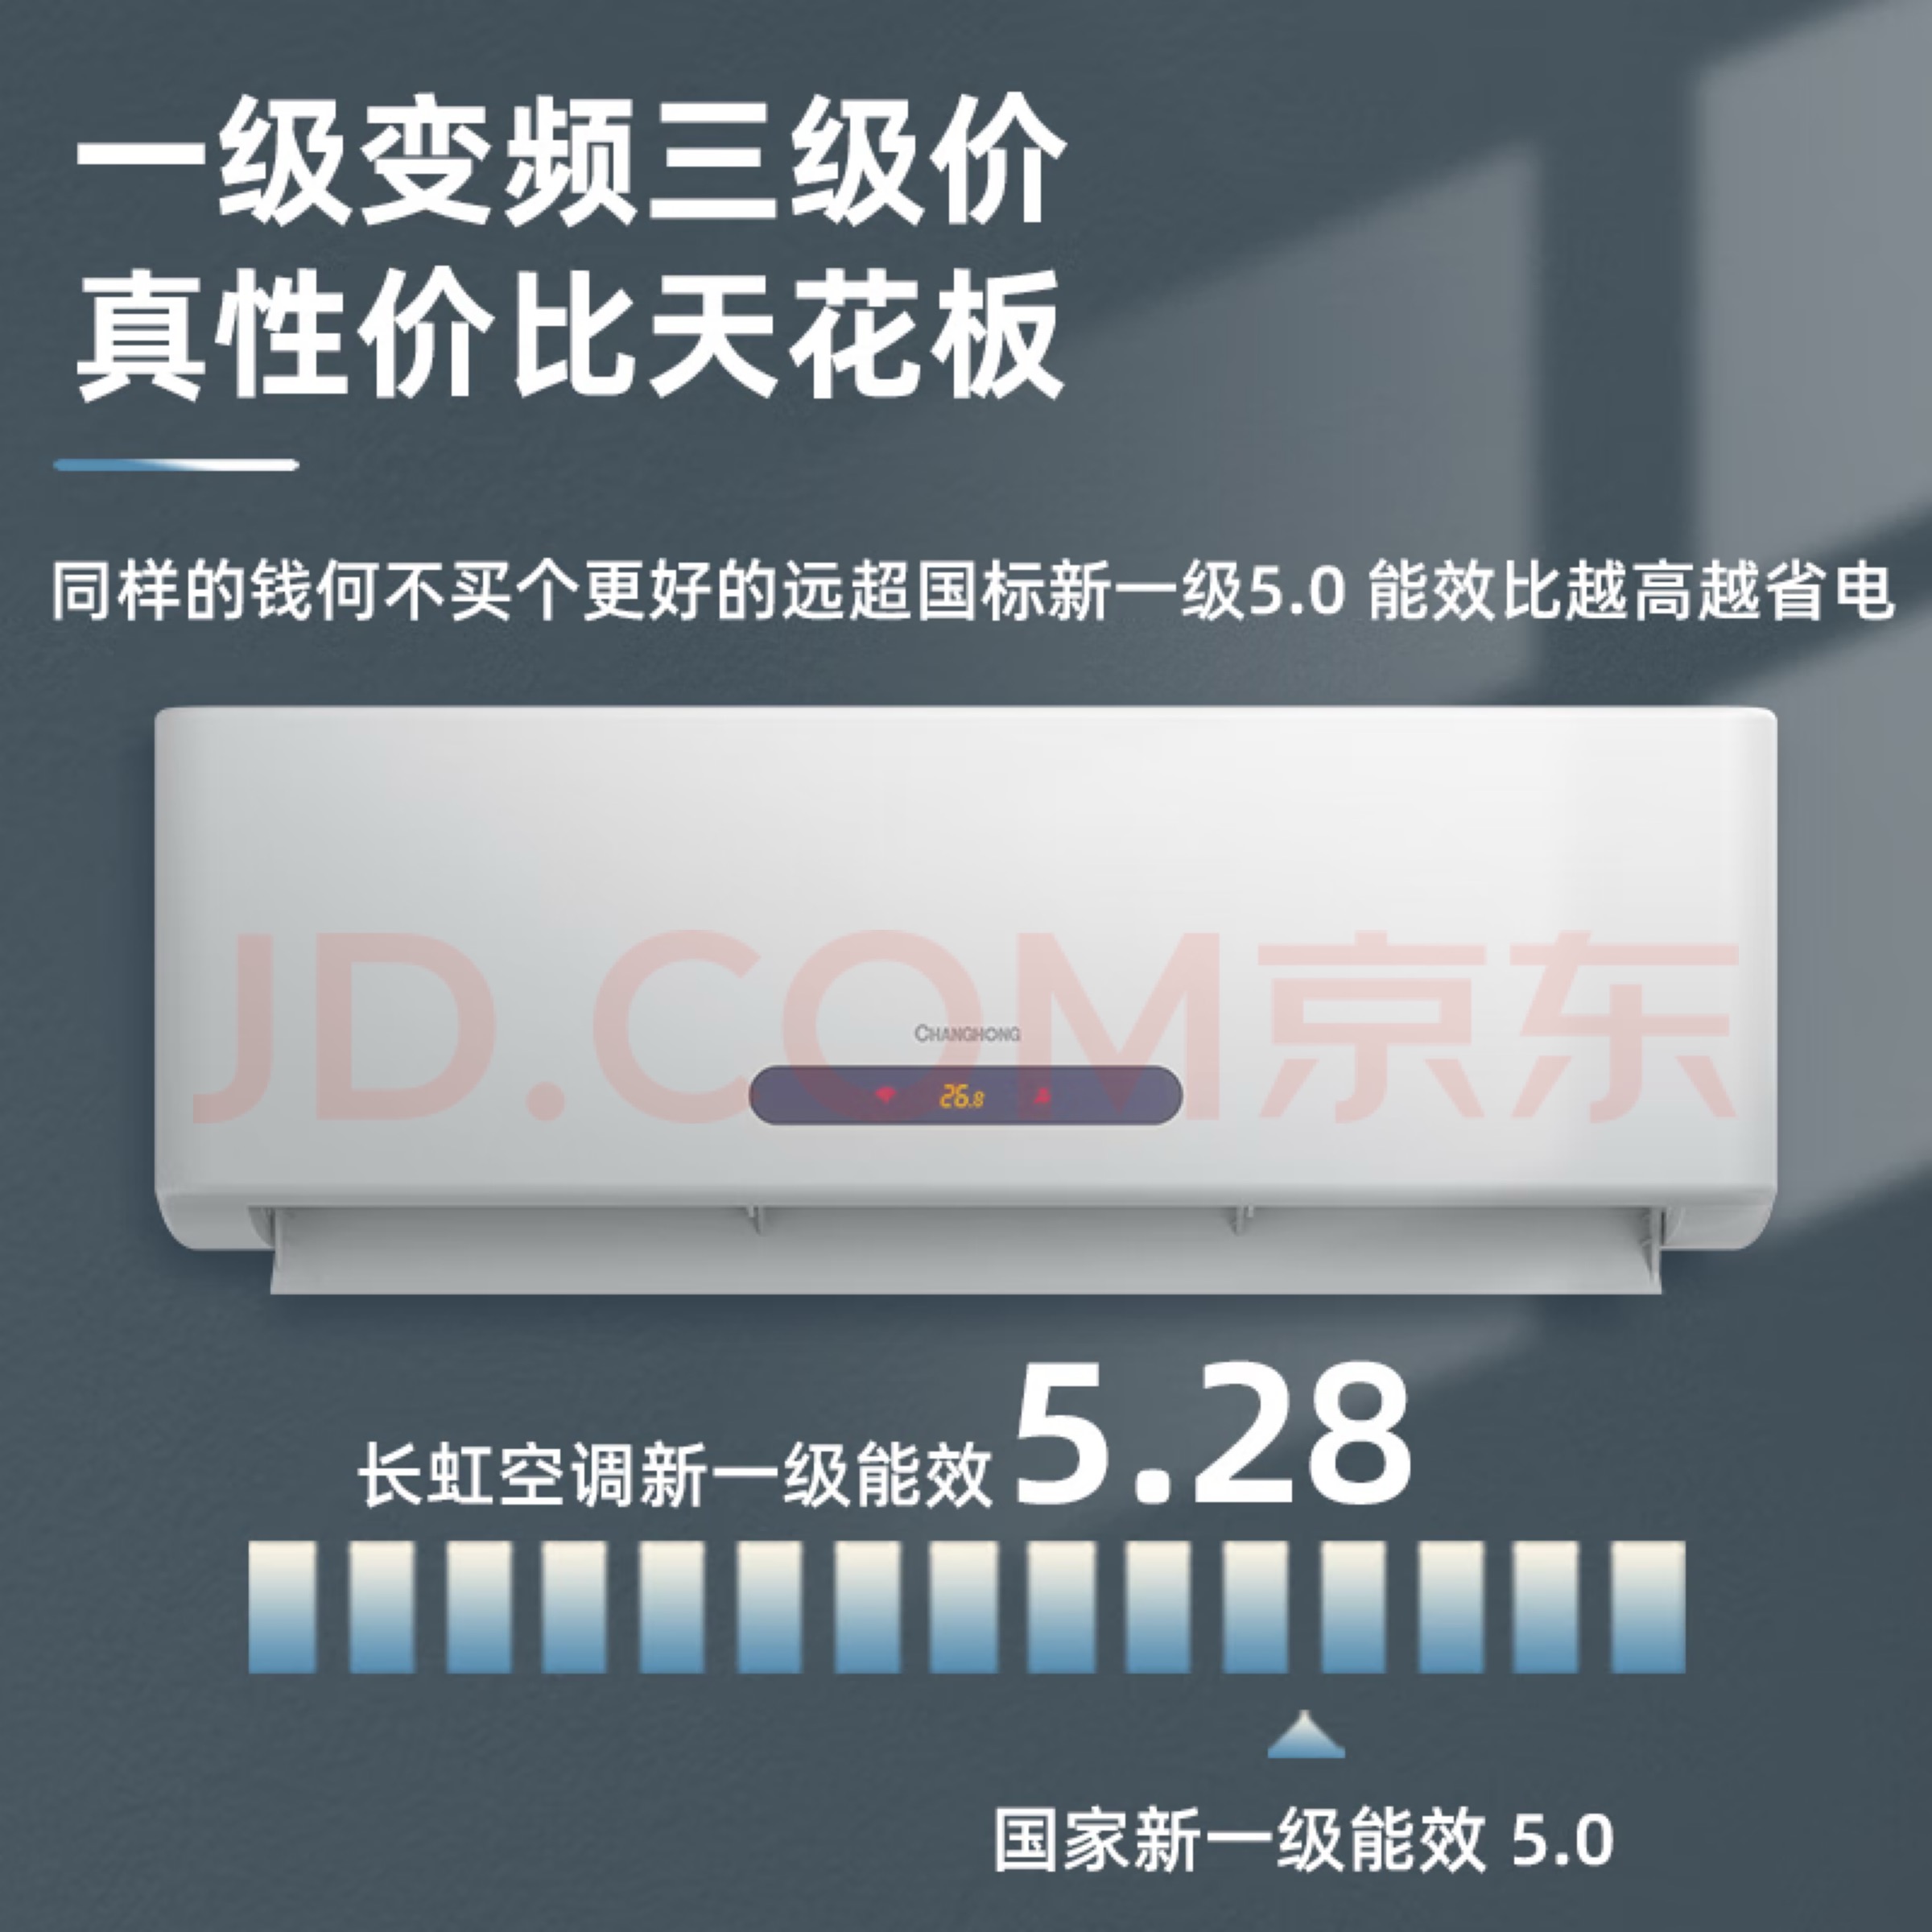 一级变频三级价
真性价比天花板
同样的钱何不买个更好的远超国标新一级5.0 能效比越高越省电
JD.COM京东
CHANGHONG
26.8
长虹空调新一级能效 5.28
国家新一级能效 5.0